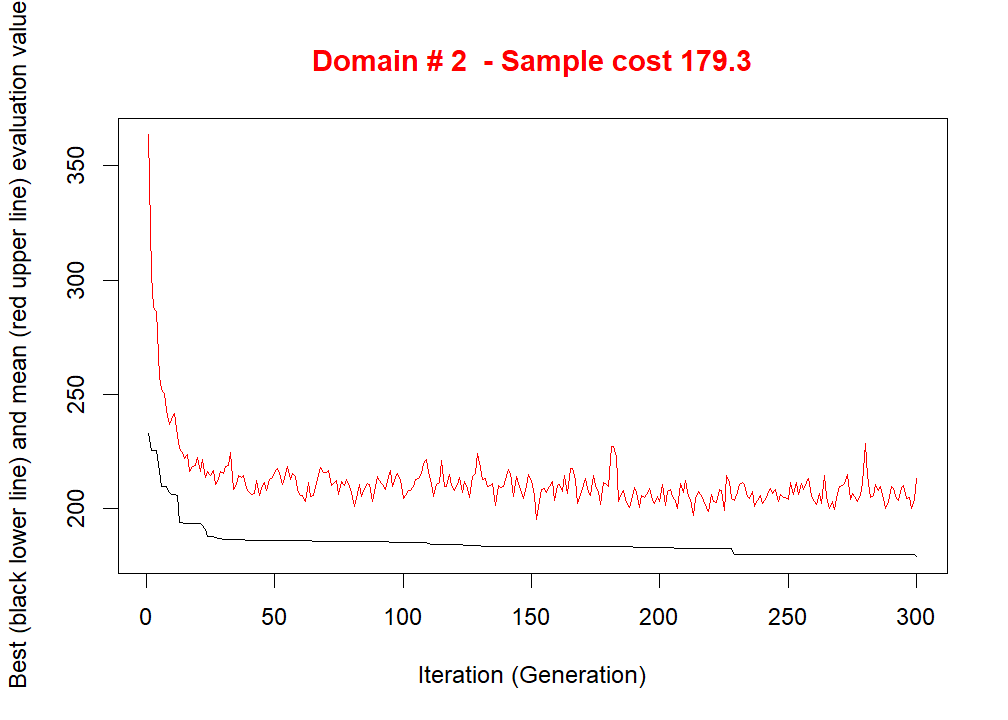 Domain # 2  - Sample cost 179.3
Best (black lower line) and mean (red upper line) evaluation value
350
300
250
200
0 50 100 150 200 250 300
Iteration (Generation)